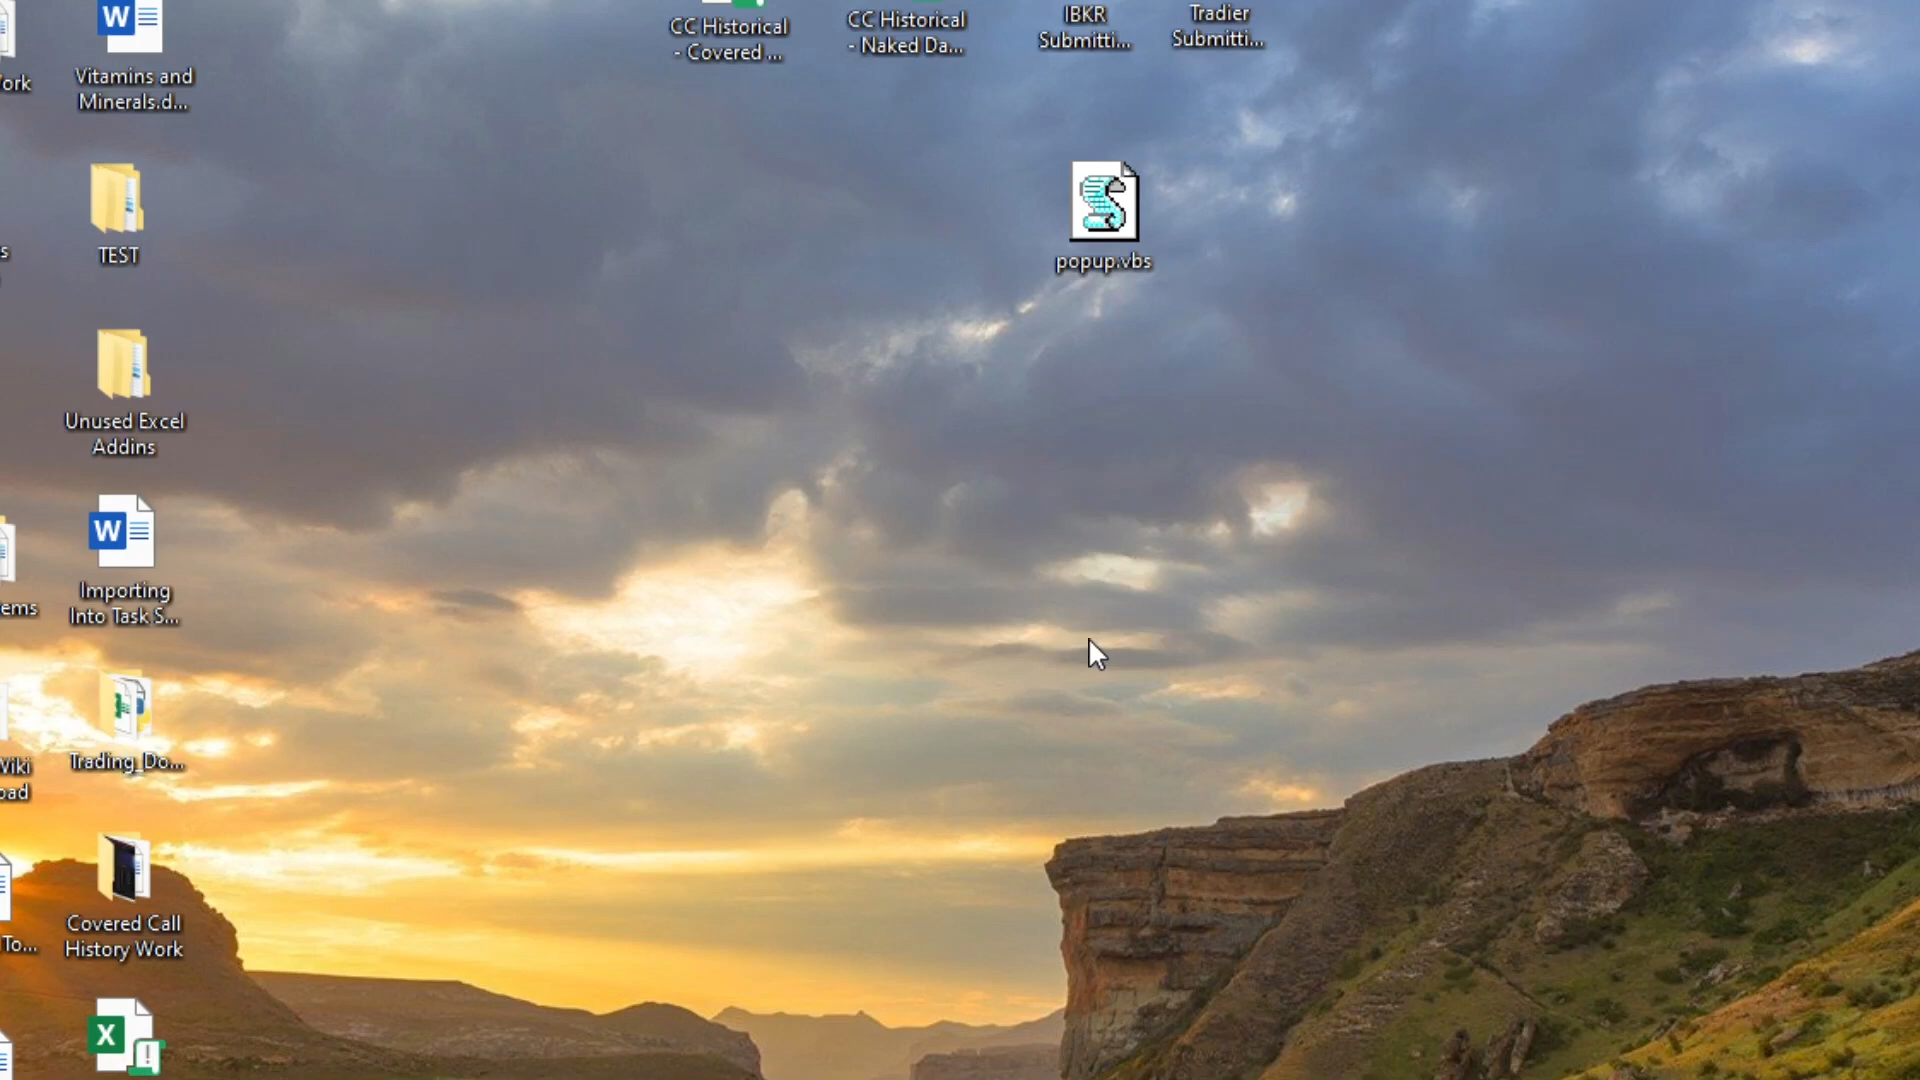 ork
Vitamins and
Minerals.d...
CC Historical
- Covered ...
CC Historical
- Naked Da...
IBKR
Submitti...
Tradier
Submitti...
popup.vbs
s
TEST
Unused Excel
Addins
W
Importing
Into Task S...
ems
Trading_Do...
Wiki
oad
Covered Call
History Work
To...
X
W